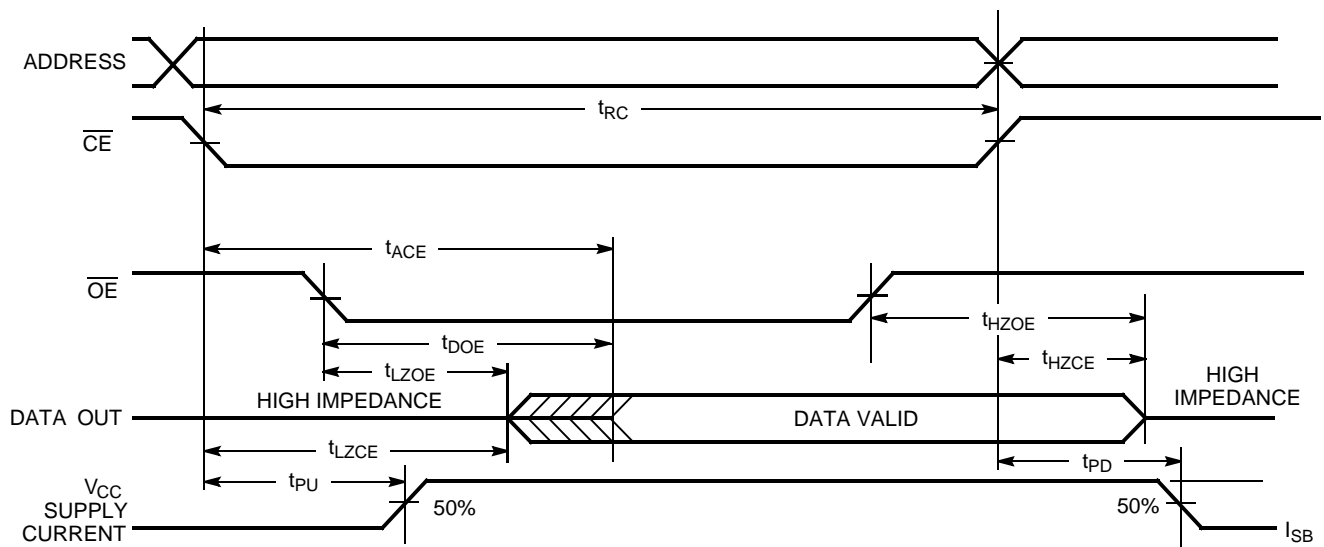 ADDRESS
tRC
CE
tACE
OE
tHZOE
tDOE
tHZCE
tLZOE
HIGH
IMPEDANCE
HIGH IMPEDANCE
DATA OUT
DATA VALID
tLZCE
tPD
tPU
VCC
SUPPLY
CURRENT
50%
50%
ISB